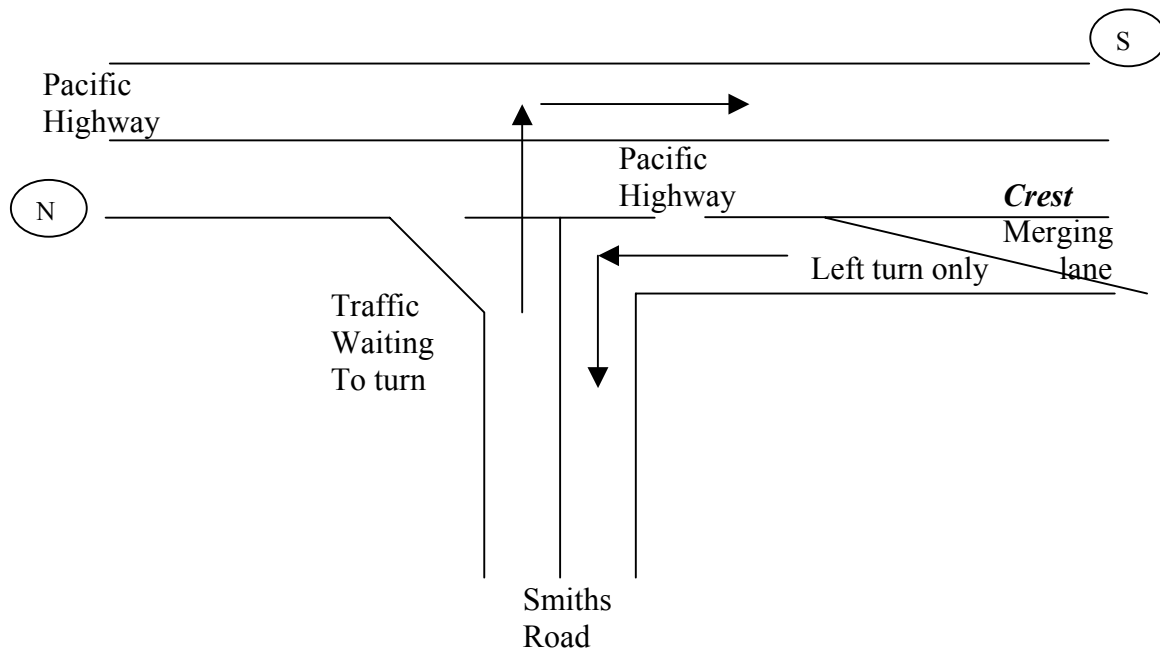 S
Pacific
Highway
Pacific
Highway
N
Crest
Merging
lane
Left turn only
Traffic
Waiting
To turn
Smiths
Road